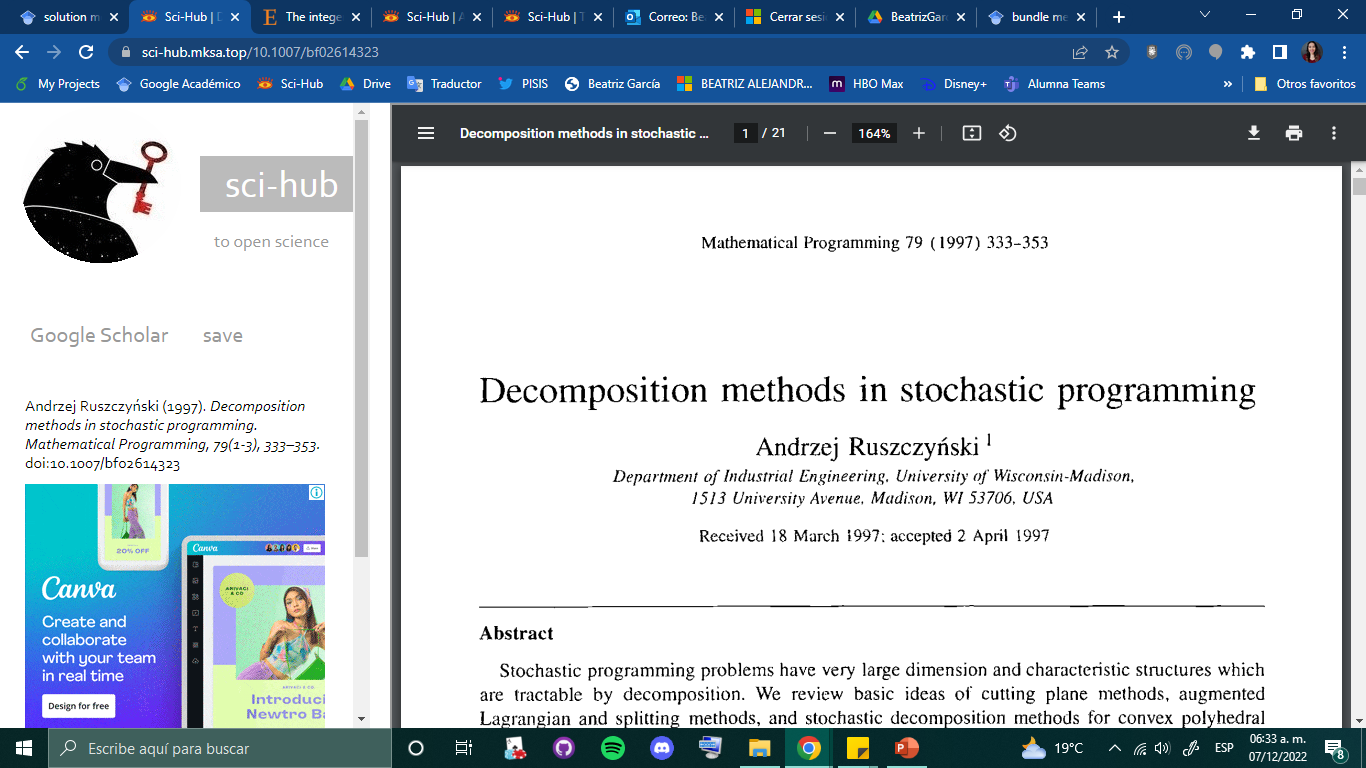 solution m
Sci-Hub | D
The intege
Sci-Hub | A
Sci-Hub | T
Correo: Be
Cerrar sesi
BeatrizGar
bundle me
sci-hub.mksa.top/10.1007/bf02614323
My Projects
Google Académico
Sci-Hub
Drive
Traductor
PISIS
Beatriz García
BEATRIZ ALEJANDR...
HBO Max
Disney+
Alumna Teams
»
Otros favoritos
sci-hub
to open science
Google Scholar
save
Andrzej Ruszczyński (1997). Decomposition
methods in stochastic programming.
Mathematical Programming, 79(1-3), 333–353.
doi:10.1007/bf02614323
20% OFF
Canva
Create and
collaborate
with your team
in real time
Design for free
Canva
ARIVACI
& CO
ARIVACI & CO
Introduci
Newtro Ba
Decomposition methods in stochastic ...
1 / 21
164%
Mathematical Programming 79 (1997) 333-353
Decomposition methods in stochastic programming
Andrzej Ruszczyński 1
Department of Industrial Engineering, University of Wisconsin-Madison,
1513 University Avenue, Madison, WI 53706, USA
Received 18 March 1997; accepted 2 April 1997
Abstract
Stochastic programming problems have very large dimension and characteristic structures which
are tractable by decomposition. We review basic ideas of cutting plane methods, augmented
Lagrangian and splitting methods, and stochastic decomposition methods for convex polyhedral
Escribe aquí para buscar
19°C
ESP
06:33 a. m.
07/12/2022
8